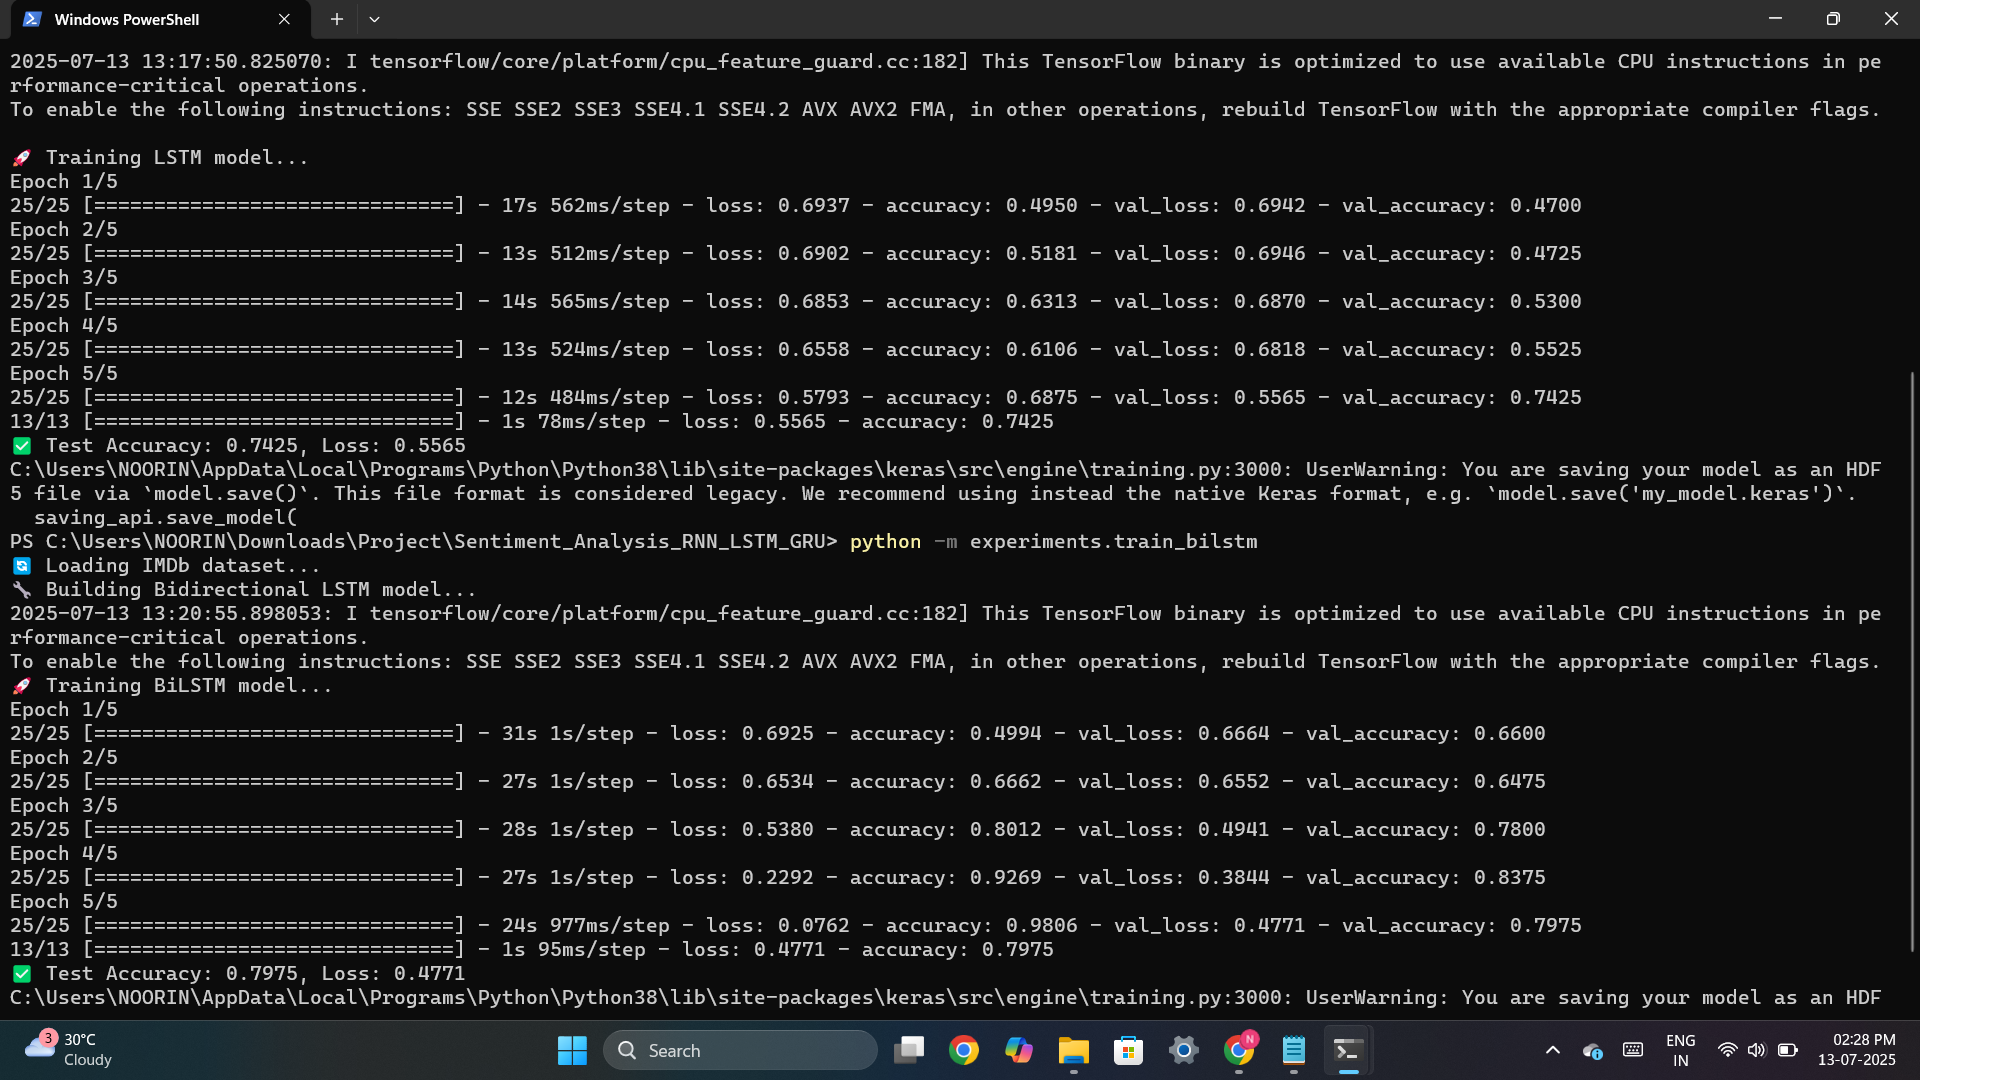 Windows PowerShell
2025-07-13 13:17:50.825070: I tensorflow/core/platform/cpu_feature_guard.cc:182] This TensorFlow binary is optimized to use available CPU instructions in pe
rformance-critical operations.
To enable the following instructions: SSE SSE2 SSE3 SSE4.1 SSE4.2 AVX AVX2 FMA, in other operations, rebuild TensorFlow with the appropriate compiler flags.
🚀 Training LSTM model...
Epoch 1/5
25/25 [==============================] - 17s 562ms/step - loss: 0.6937 - accuracy: 0.4950 - val_loss: 0.6942 - val_accuracy: 0.4700
Epoch 2/5
25/25 [==============================] - 13s 512ms/step - loss: 0.6902 - accuracy: 0.5181 - val_loss: 0.6946 - val_accuracy: 0.4725
Epoch 3/5
25/25 [==============================] - 14s 565ms/step - loss: 0.6853 - accuracy: 0.6313 - val_loss: 0.6870 - val_accuracy: 0.5300
Epoch 4/5
25/25 [==============================] - 13s 524ms/step - loss: 0.6558 - accuracy: 0.6106 - val_loss: 0.6818 - val_accuracy: 0.5525
Epoch 5/5
25/25 [==============================] - 12s 484ms/step - loss: 0.5793 - accuracy: 0.6875 - val_loss: 0.5565 - val_accuracy: 0.7425
13/13 [==============================] - 1s 78ms/step - loss: 0.5565 - accuracy: 0.7425
✅ Test Accuracy: 0.7425, Loss: 0.5565
C:\Users\NOORIN\AppData\Local\Programs\Python\Python38\lib\site-packages\keras\src\engine\training.py:3000: UserWarning: You are saving your model as an HDF
5 file via `model.save()`. This file format is considered legacy. We recommend using instead the native Keras format, e.g. `model.save('my_model.keras')`.
  saving_api.save_model(
PS C:\Users\NOORIN\Downloads\Project\Sentiment_Analysis_RNN_LSTM_GRU> python -m experiments.train_bilstm
🔄 Loading IMDb dataset...
🔧 Building Bidirectional LSTM model...
2025-07-13 13:20:55.898053: I tensorflow/core/platform/cpu_feature_guard.cc:182] This TensorFlow binary is optimized to use available CPU instructions in pe
rformance-critical operations.
To enable the following instructions: SSE SSE2 SSE3 SSE4.1 SSE4.2 AVX AVX2 FMA, in other operations, rebuild TensorFlow with the appropriate compiler flags.
🚀 Training BiLSTM model...
Epoch 1/5
25/25 [==============================] - 31s 1s/step - loss: 0.6925 - accuracy: 0.4994 - val_loss: 0.6664 - val_accuracy: 0.6600
Epoch 2/5
25/25 [==============================] - 27s 1s/step - loss: 0.6534 - accuracy: 0.6662 - val_loss: 0.6552 - val_accuracy: 0.6475
Epoch 3/5
25/25 [==============================] - 28s 1s/step - loss: 0.5380 - accuracy: 0.8012 - val_loss: 0.4941 - val_accuracy: 0.7800
Epoch 4/5
25/25 [==============================] - 27s 1s/step - loss: 0.2292 - accuracy: 0.9269 - val_loss: 0.3844 - val_accuracy: 0.8375
Epoch 5/5
25/25 [==============================] - 24s 977ms/step - loss: 0.0762 - accuracy: 0.9806 - val_loss: 0.4771 - val_accuracy: 0.7975
13/13 [==============================] - 1s 95ms/step - loss: 0.4771 - accuracy: 0.7975
✅ Test Accuracy: 0.7975, Loss: 0.4771
C:\Users\NOORIN\AppData\Local\Programs\Python\Python38\lib\site-packages\keras\src\engine\training.py:3000: UserWarning: You are saving your model as an HDF
3
30°C
Cloudy
Search
N
ENG
IN
02:28 PM
13-07-2025